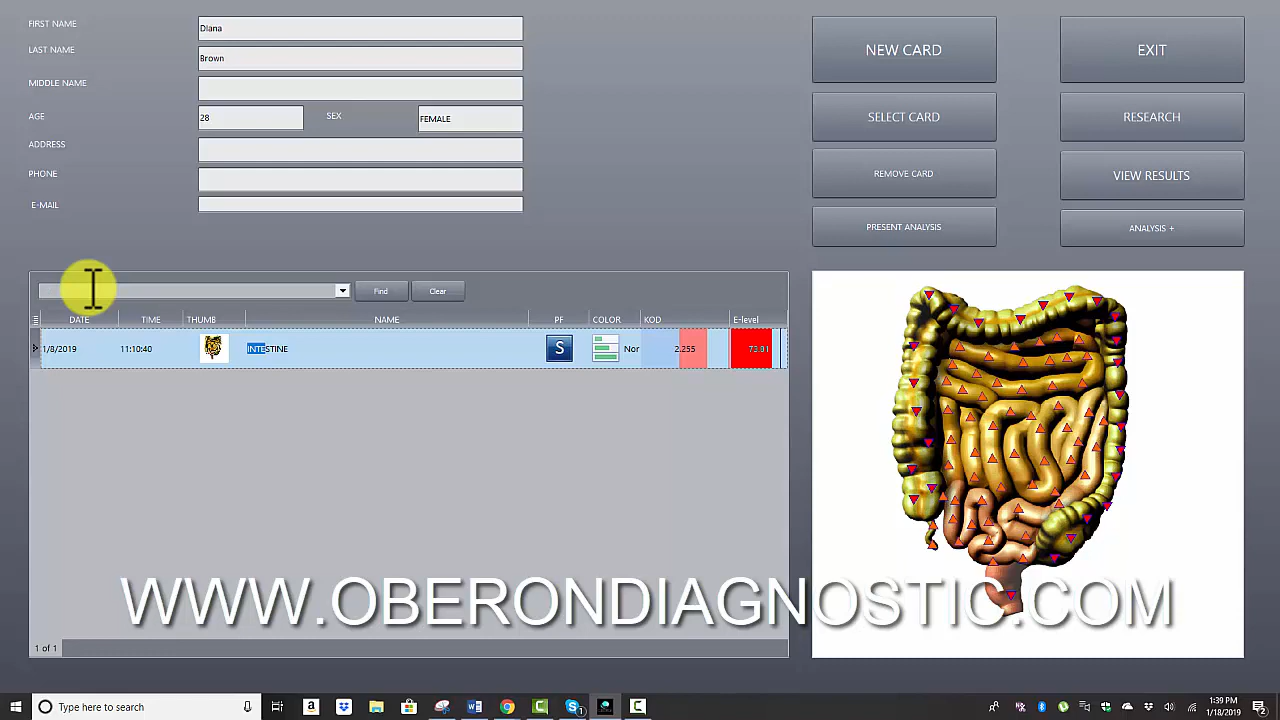 FIRST NAME Diana NEW CARD EXIT
LAST NAME Brown
MIDDLE NAME
AGE 28 SEX FEMALE SELECT CARD RESEARCH
ADDRESS
PHONE REMOVE CARD VIEW RESULTS
E-MAIL
PRESENT ANALYSIS ANALYSIS +
Find Clear
DATE TIME THUMB NAME PF COLOR KOD E-level
1/8/2019 11:10:40 INTESTINE S Nor 2.255 73.91
WWW.OBERONDIAGNOSTIC.COM
1 of 1
Type here to search
1:39 PM
1/18/2019